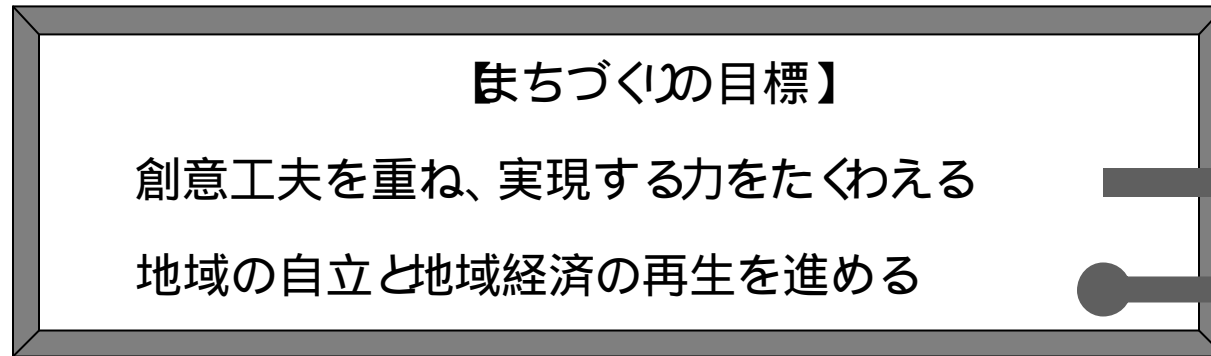 【まちづくりの目標】
創意工夫を重ね、実現する力をたくわえる
地域の自立と地域経済の再生を進める